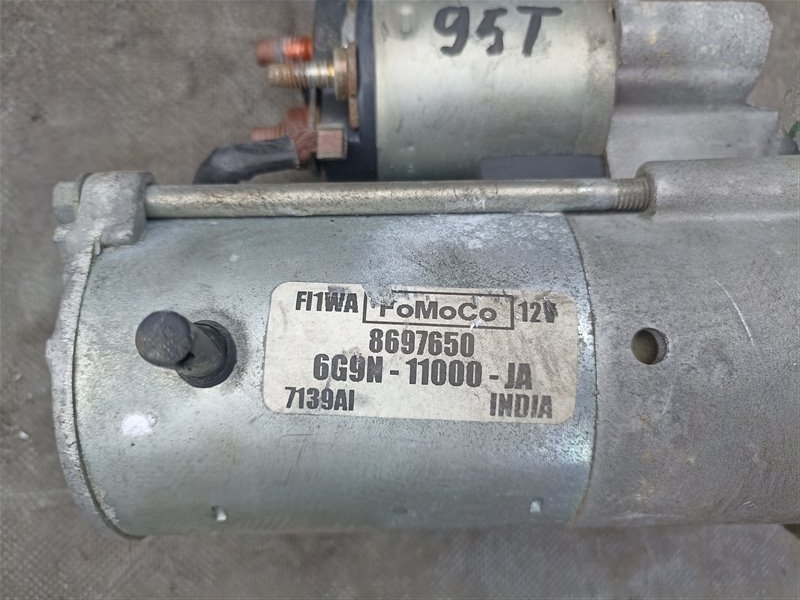 95T
FI1WA FoMoCo 12V
8697650
6G9N - 11000 - JA
7139AI INDIA